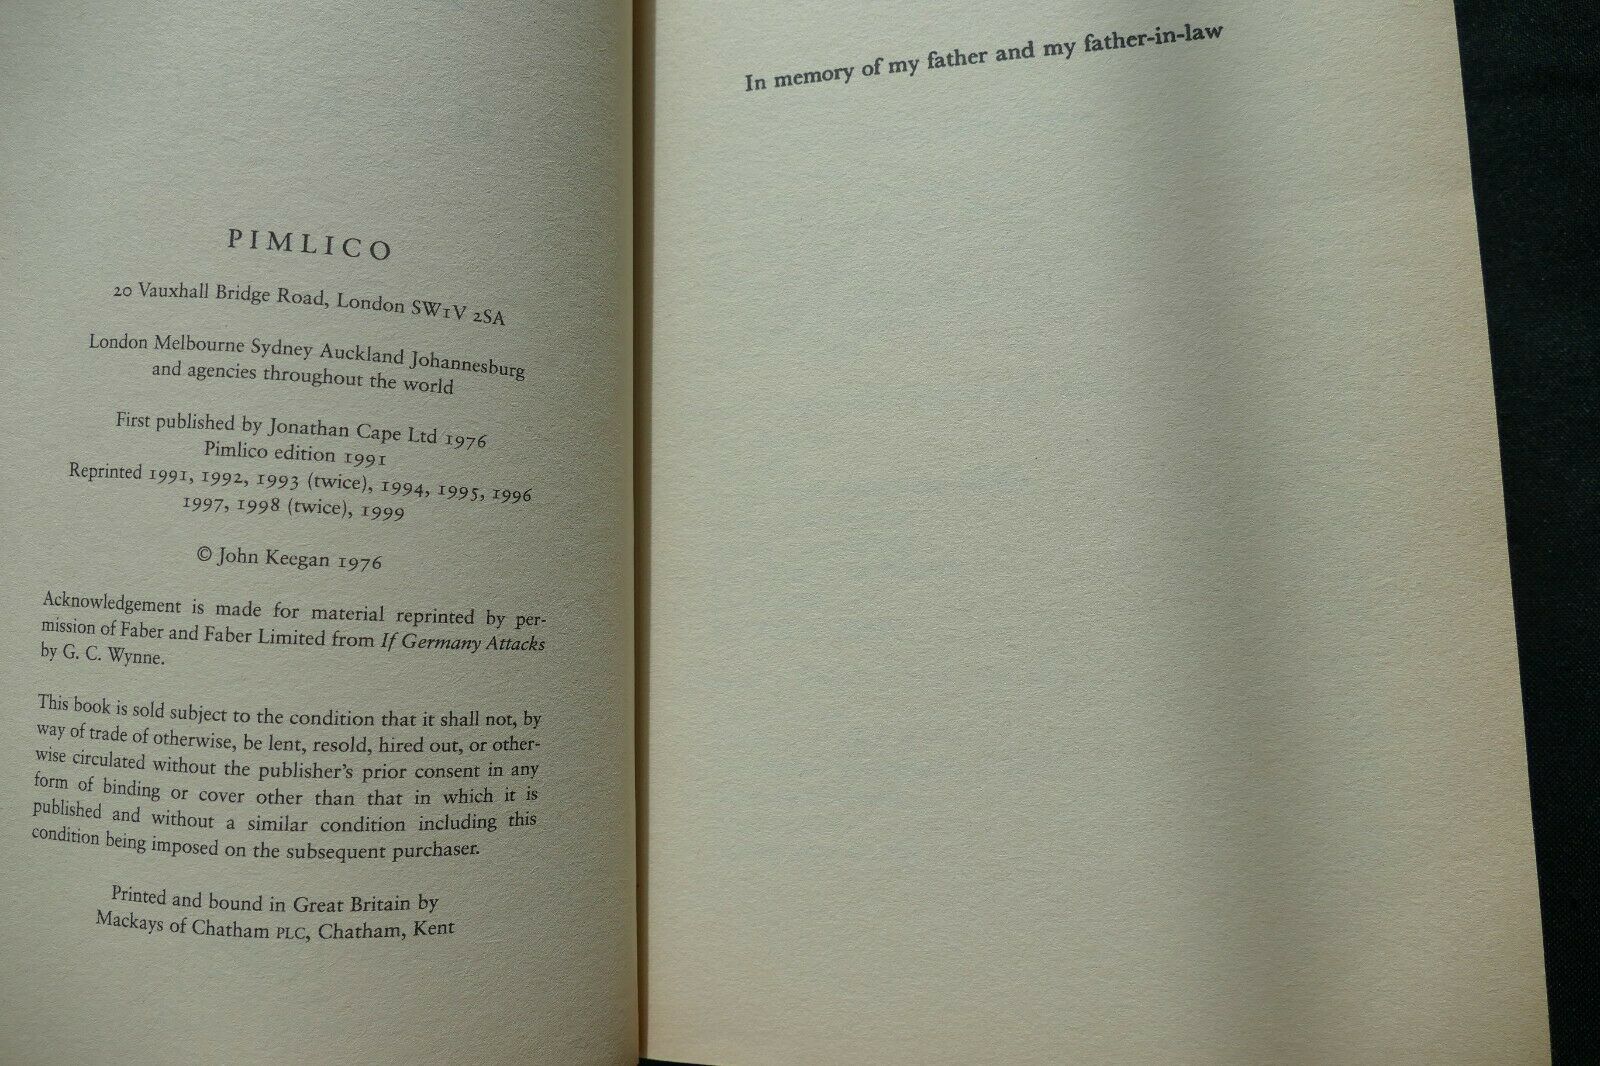 PIMLICO
20 Vauxhall Bridge Road, London SW1V 2SA
London Melbourne Sydney Auckland Johannesburg
and agencies throughout the world
First published by Jonathan Cape Ltd 1976
Pimlico edition 1991
Reprinted 1991, 1992, 1993 (twice), 1994, 1995, 1996
1997, 1998 (twice), 1999
© John Keegan 1976
Acknowledgement is made for material reprinted by per-
mission of Faber and Faber Limited from If Germany Attacks
by G. C. Wynne.
This book is sold subject to the condition that it shall not, by
way of trade of otherwise, be lent, resold, hired out, or other-
wise circulated without the publisher's prior consent in any
form of binding or cover other than that in which it is
published and without a similar condition including this
condition being imposed on the subsequent purchaser.
Printed and bound in Great Britain by
Mackays of Chatham PLC, Chatham, Kent
In memory of my father and my father-in-law